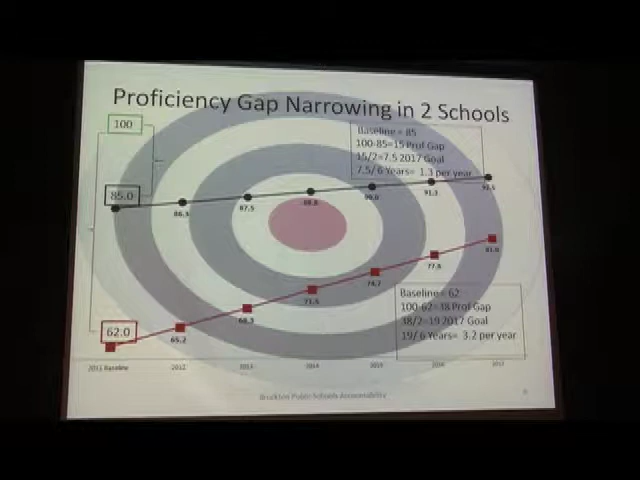 Proficiency Gap Narrowing in 2 Schools
100
Baseline = 85
100-85=15 Prof Gap
15/2=7.5 2017 Goal
7.5/6 Years= 1.3 per year
85.0
86.3
87.5
90.0
91.3
92.5
62.0
65.2
68.3
71.5
74.7
77.8
81.0
Baseline = 62
100-62=38 Prof Gap
38/2=19 2017 Goal
19/6 Years= 3.2 per year
2011 Baseline
2012
2013
2014
2015
2016
2017
Brockton Public Schools Accountability